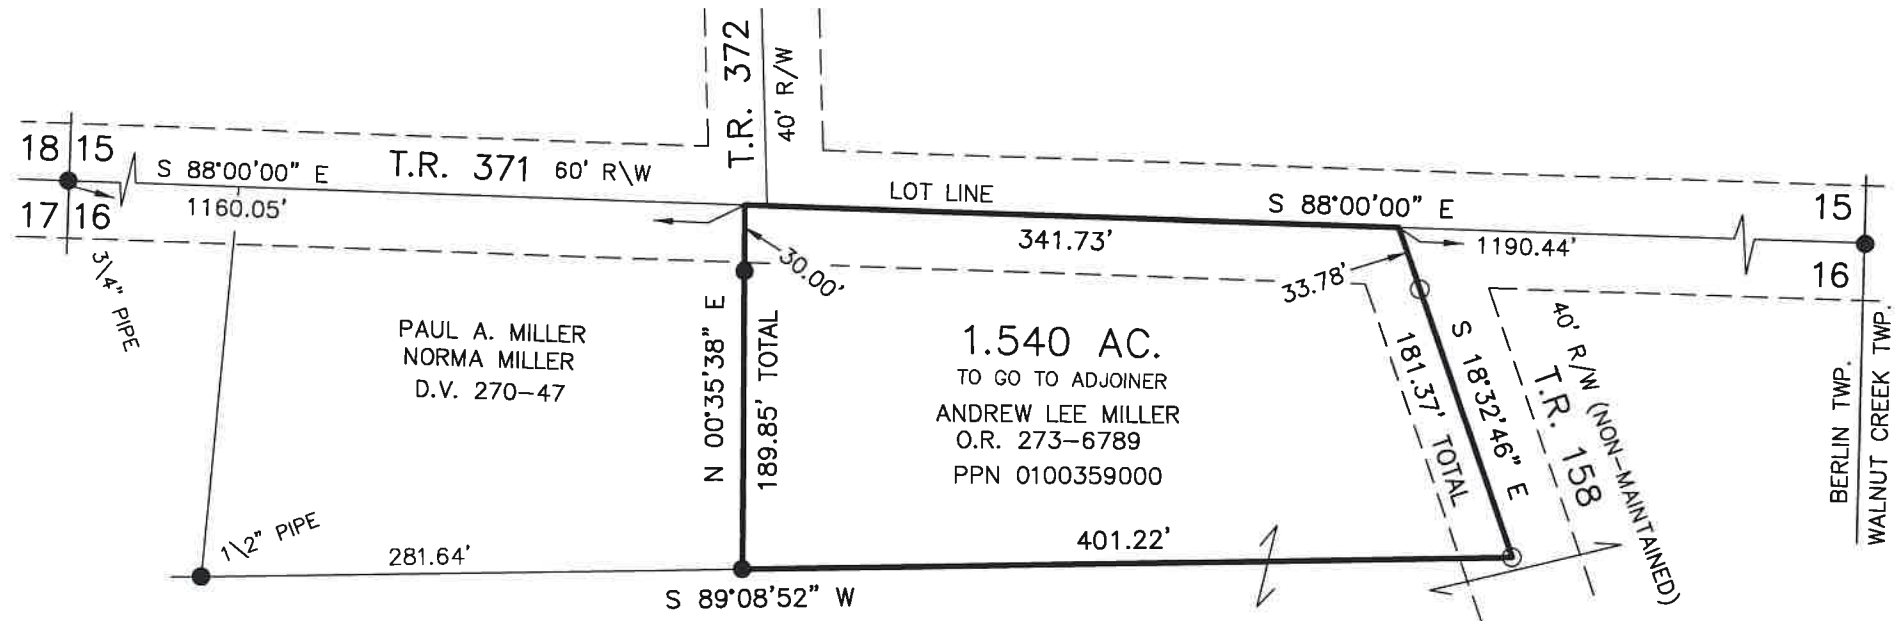 T.R. 372
40' R/W
18 15
17 16
S 88°00'00" E
T.R. 371 60' R\W
1160.05'
3\4" PIPE
LOT LINE
S 88°00'00" E
341.73'
1190.44'
15
16
30.00'
33.78'
PAUL A. MILLER
NORMA MILLER
D.V. 270-47
N 00°35'38" E
189.85' TOTAL
1.540 AC.
TO GO TO ADJOINER
ANDREW LEE MILLER
O.R. 273-6789
PPN 0100359000
181.37' TOTAL
S 18°32'46" E
T.R. 158
40' R/W (NON-MAINTAINED)
BERLIN TWP.
WALNUT CREEK TWP.
1\2" PIPE
281.64'
401.22'
S 89°08'52" W